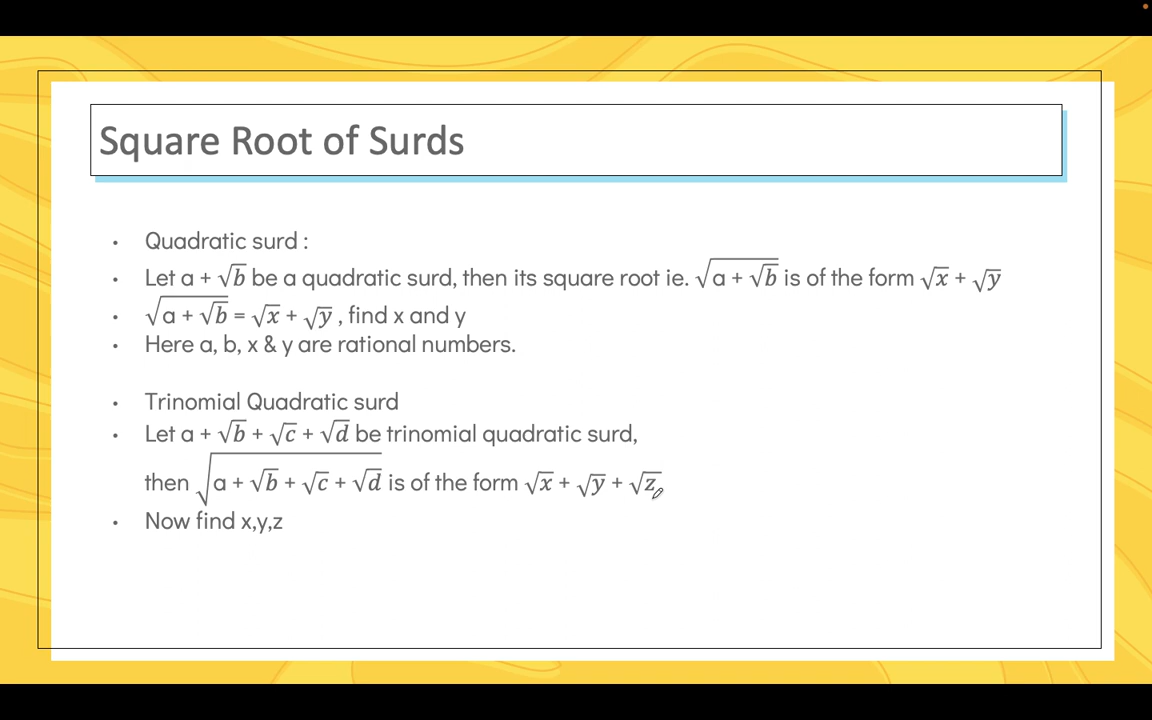 Square Root of Surds
• Quadratic surd :
• Let a + √b be a quadratic surd, then its square root ie. √(a + √b) is of the form √x + √y
• √(a + √b) = √x + √y , find x and y
• Here a, b, x & y are rational numbers.
• Trinomial Quadratic surd
• Let a + √b + √c + √d be trinomial quadratic surd,
then √(a + √b + √c + √d) is of the form √x + √y + √z
• Now find x,y,z